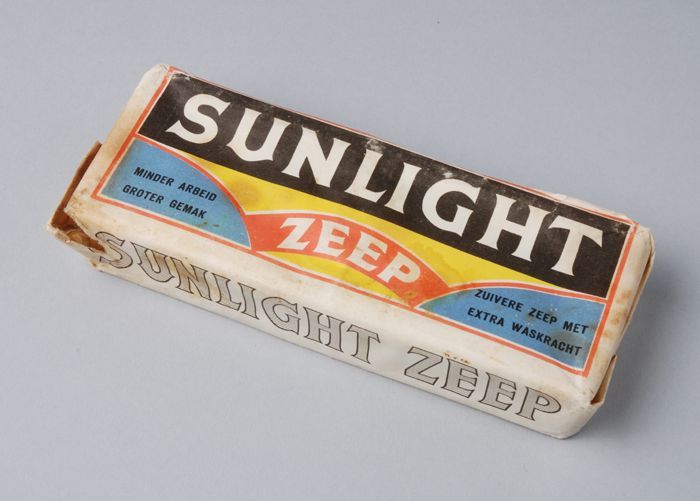 SUNLIGHT
ZEEP
MINDER ARBEID
GROTER GEMAK
ZUIVERE ZEEP MET
EXTRA WASKRACHT
SUNLIGHT ZEEP